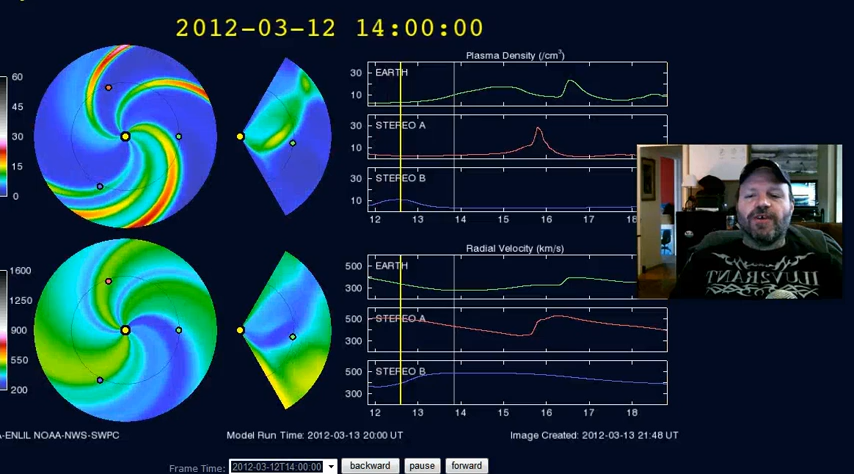 2012-03-12 14:00:00
Plasma Density (/cm³)
60
45
30
15
0
EARTH
30
10
STEREO A
30
10
STEREO B
30
10
12 13 14 15 16 17 18
Radial Velocity (km/s)
1600
1250
900
550
200
EARTH
500
300
STEREO A
500
300
STEREO B
500
300
12 13 14 15 16 17 18
-ENLIL NOAA-NWS-SWPC
Model Run Time: 2012-03-13 20:00 UT
Image Created: 2012-03-13 21:48 UT
Frame Time: 2012-03-12T14:00:00 backward pause forward